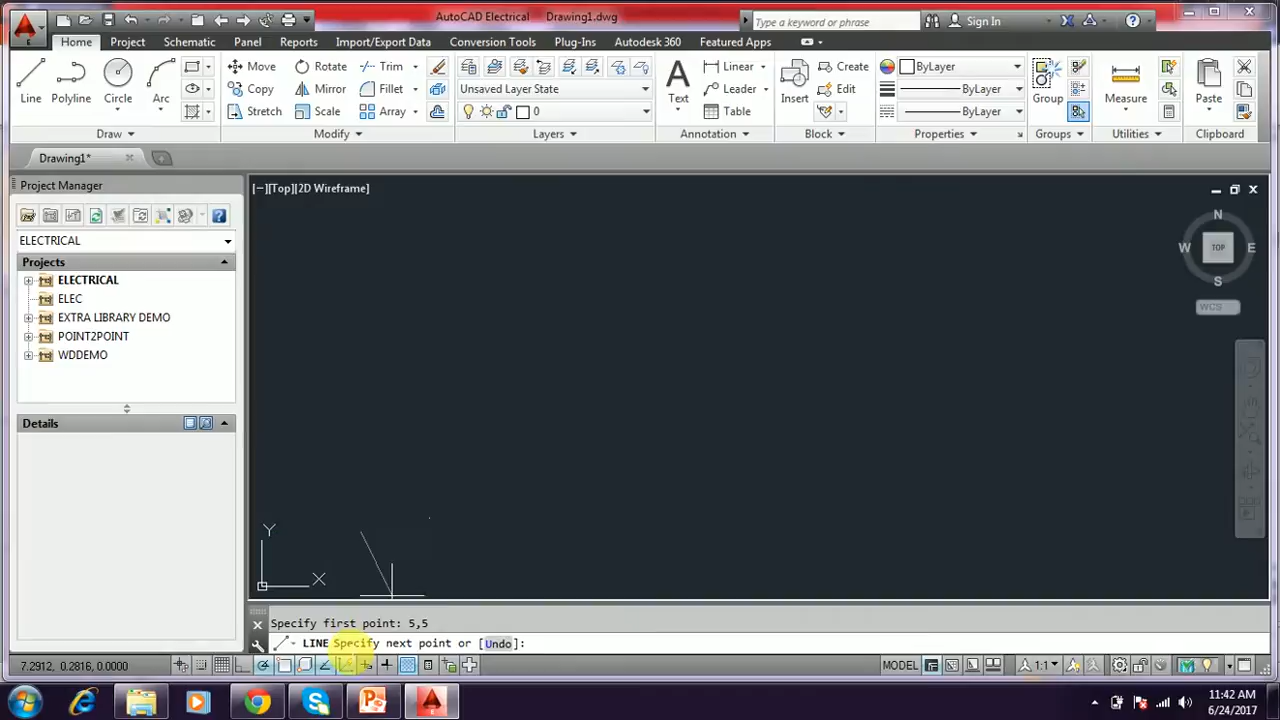 AutoCAD Electrical Drawing1.dwg
Type a keyword or phrase
Sign In
Home Project Schematic Panel Reports Import/Export Data Conversion Tools Plug-Ins Autodesk 360 Featured Apps
Line Polyline Circle Arc
Move Rotate Trim
Copy Mirror Fillet
Stretch Scale Array
Unsaved Layer State
0
Text
Linear
Leader
Table
Insert
Create
Edit
ByLayer
ByLayer
ByLayer
Group
Measure
Paste
Draw Modify Layers Annotation Block Properties Groups Utilities Clipboard
Drawing1*
Project Manager
ELECTRICAL
Projects
ELECTRICAL
ELEC
EXTRA LIBRARY DEMO
POINT2POINT
WDDEMO
Details
[−][Top][2D Wireframe]
N
W TOP E
S
WCS
Y
X
Specify first point: 5,5
LINE Specify next point or [Undo]:
7.2912, 0.2816, 0.0000
MODEL
1:1
11:42 AM
6/24/2017